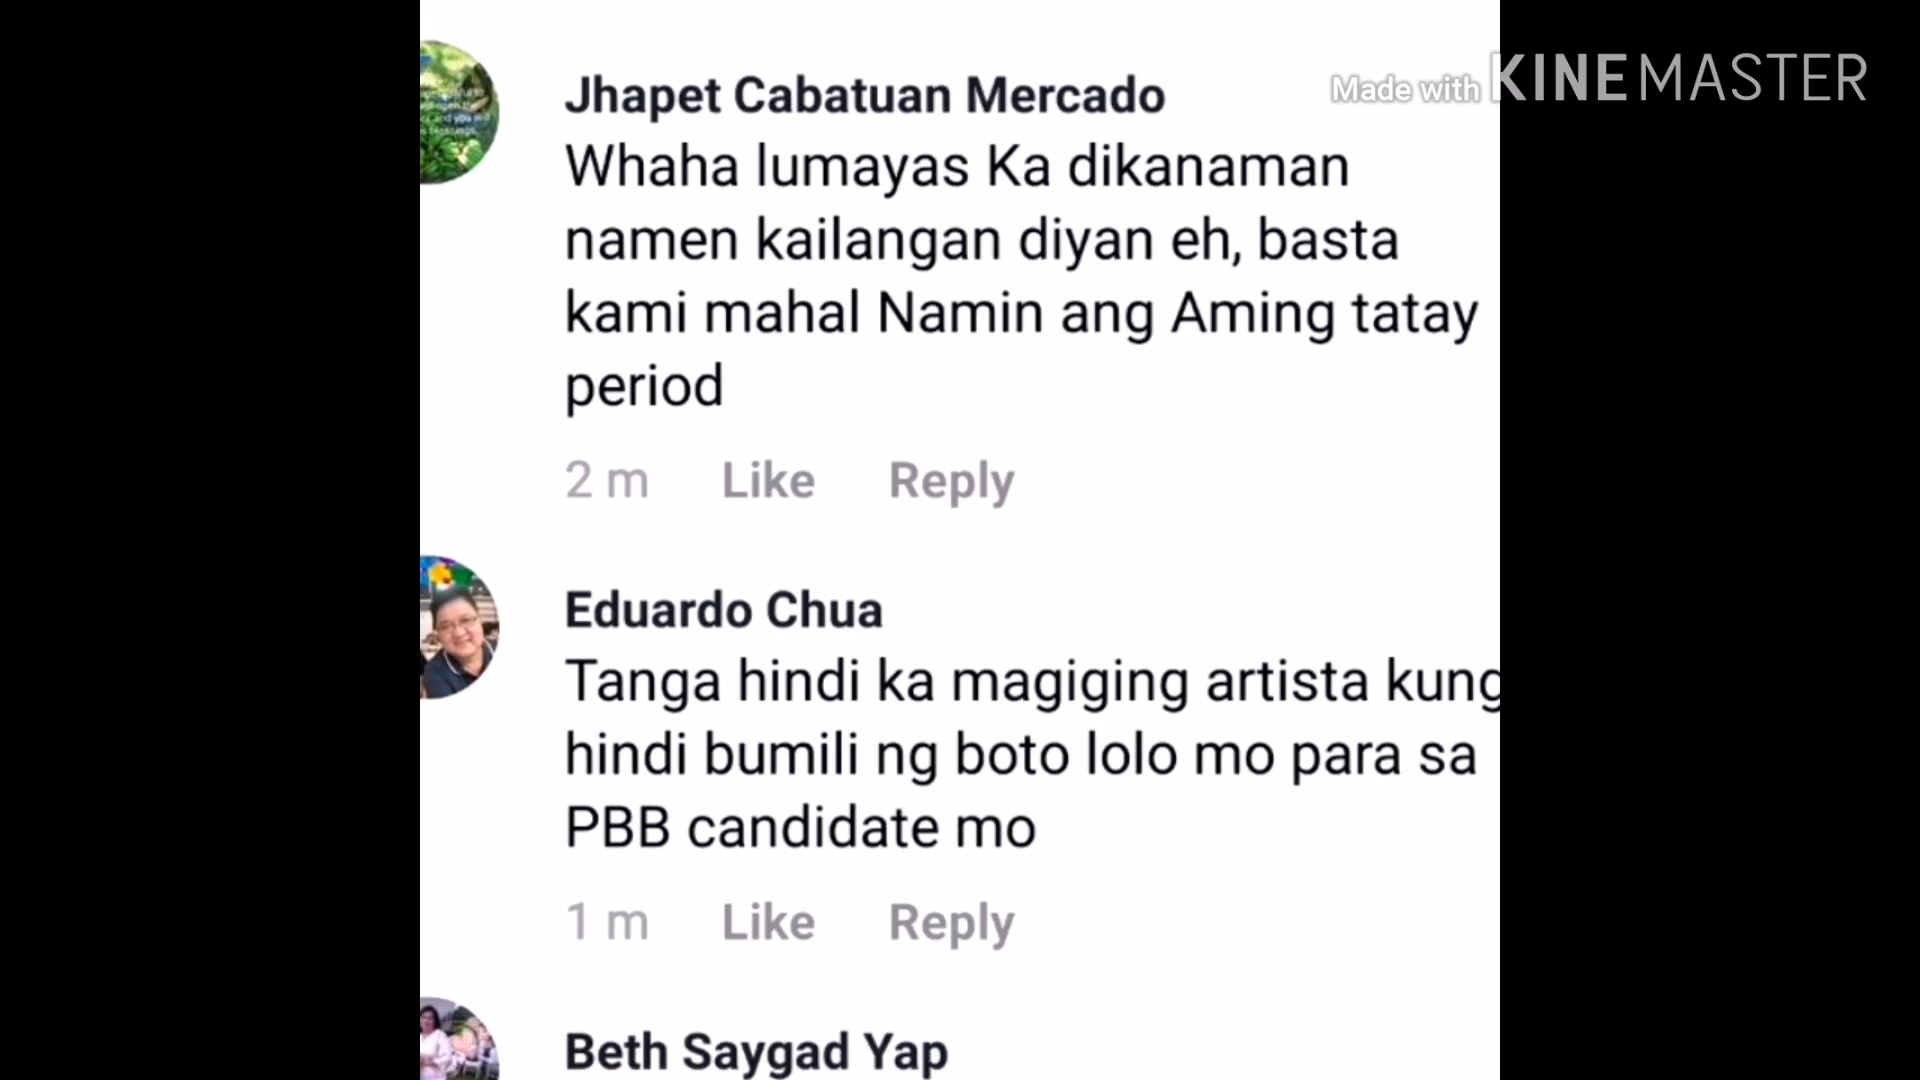 Made with KINEMASTER
Jhapet Cabatuan Mercado
Whaha lumayas Ka dikanaman
namen kailangan diyan eh, basta
kami mahal Namin ang Aming tatay
period
2 m Like Reply
Eduardo Chua
Tanga hindi ka magiging artista kung
hindi bumili ng boto lolo mo para sa
PBB candidate mo
1 m Like Reply
Beth Saygad Yap